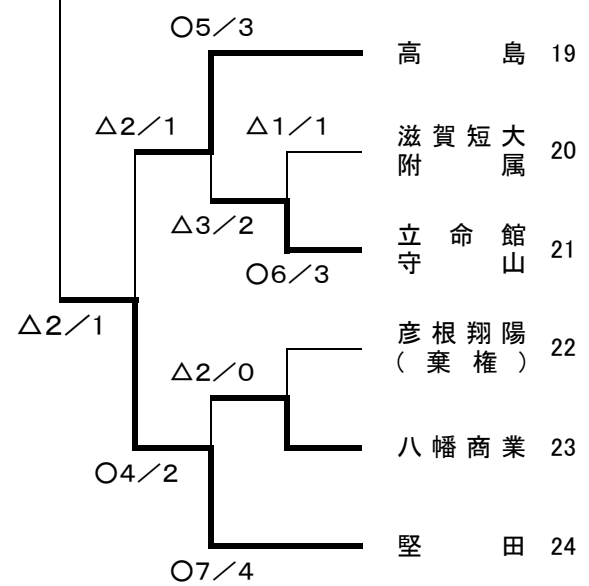 ○5/3
高島 19
△2/1
△1/1
滋賀短大
附属
20
△3/2
立命館
守山
21
○6/3
△2/1
彦根翔陽
(棄権)
22
△2/0
八幡商業 23
○4/2
堅田 24
○7/4